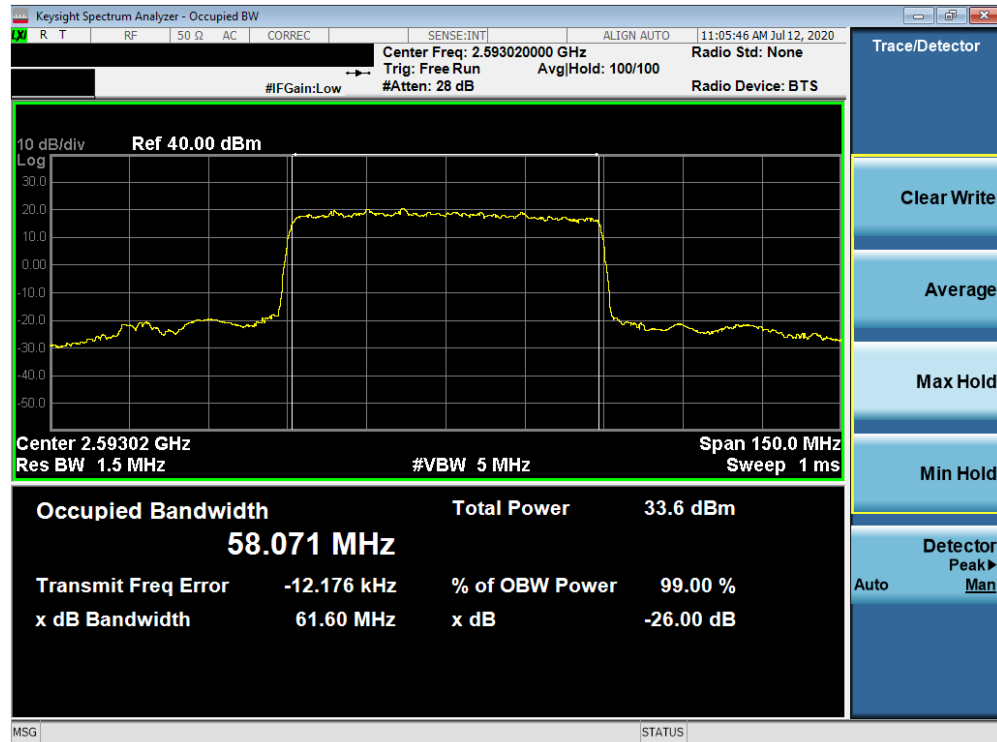 Keysight Spectrum Analyzer - Occupied BW
LXI R T RF 50 Ω AC CORREC SENSE:INT ALIGN AUTO 11:05:46 AM Jul 12, 2020
Center Freq: 2.593020000 GHz Radio Std: None
Trig: Free Run Avg|Hold: 100/100
#IFGain:Low #Atten: 28 dB Radio Device: BTS
10 dB/div Ref 40.00 dBm
Log
30.0
20.0
10.0
0.00
-10.0
-20.0
-30.0
-40.0
-50.0
Center 2.59302 GHz Span 150.0 MHz
Res BW 1.5 MHz #VBW 5 MHz Sweep 1 ms
Occupied Bandwidth Total Power 33.6 dBm
58.071 MHz
Transmit Freq Error -12.176 kHz % of OBW Power 99.00 %
x dB Bandwidth 61.60 MHz x dB -26.00 dB
Trace/Detector
Clear Write
Average
Max Hold
Min Hold
Detector
Peak▶
Auto Man
MSG STATUS